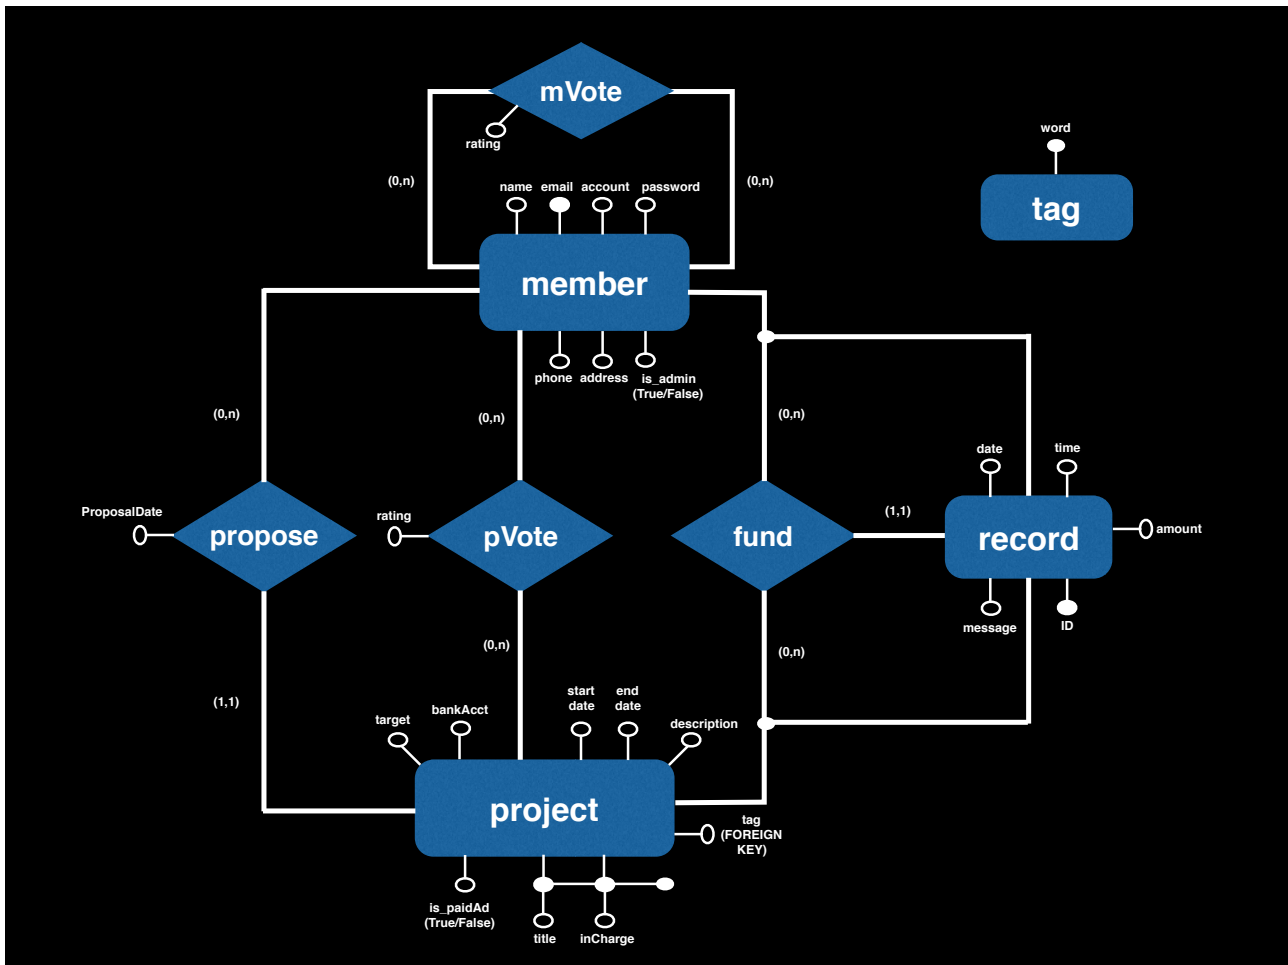 mVote
rating
(0,n)
(0,n)
word
tag
name
email
account
password
member
phone
address
is_admin
(True/False)
(0,n)
(0,n)
(0,n)
date
time
ProposalDate
propose
rating
pVote
fund
(1,1)
record
amount
message
ID
(0,n)
(0,n)
(1,1)
target
bankAcct
start
date
end
date
description
project
tag
(FOREIGN
KEY)
is_paidAd
(True/False)
title
inCharge